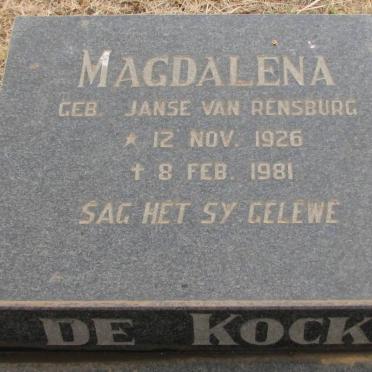 MAGDALENA
GEB. JANSE VAN RENSBURG
* 12 NOV. 1926
✝ 8 FEB. 1981
SAG HET SY GELEWE
DE KOCK